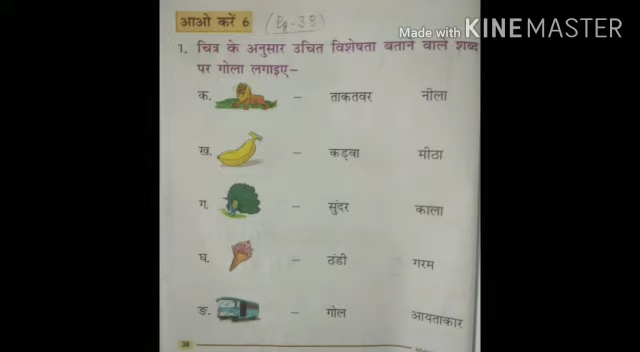 आओ करें 6 (Pg-38)
Made with KINEMASTER
1. चित्र के अनुसार उचित विशेषता बताने वाले शब्द
पर गोला लगाइए–
क. – ताकतवर नीला
ख. – कड़वा मीठा
ग. – सुंदर काला
घ. – ठंडी गरम
ङ. – गोल आयताकार
38